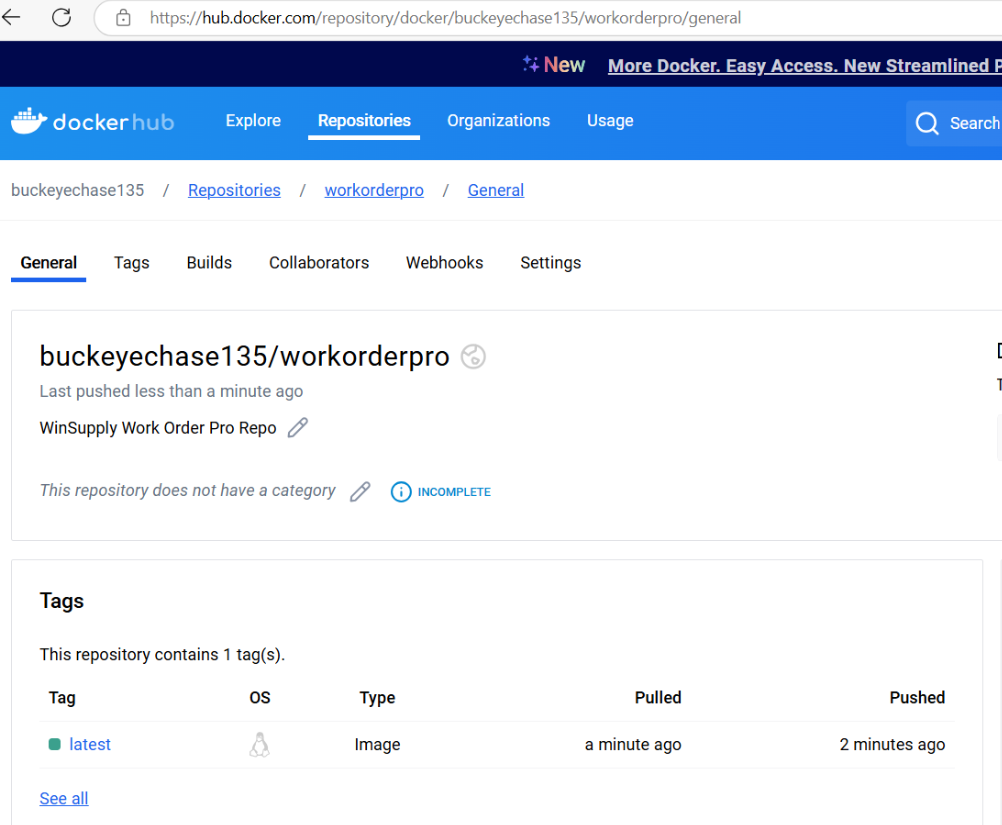 https://hub.docker.com/repository/docker/buckeyechase135/workorderpro/general
New More Docker. Easy Access. New Streamlined P
dockerhub Explore Repositories Organizations Usage Search
buckeyechase135 / Repositories / workorderpro / General
General Tags Builds Collaborators Webhooks Settings
buckeyechase135/workorderpro
Last pushed less than a minute ago
WinSupply Work Order Pro Repo
This repository does not have a category INCOMPLETE
Tags
This repository contains 1 tag(s).
Tag OS Type Pulled Pushed
latest Image a minute ago 2 minutes ago
See all